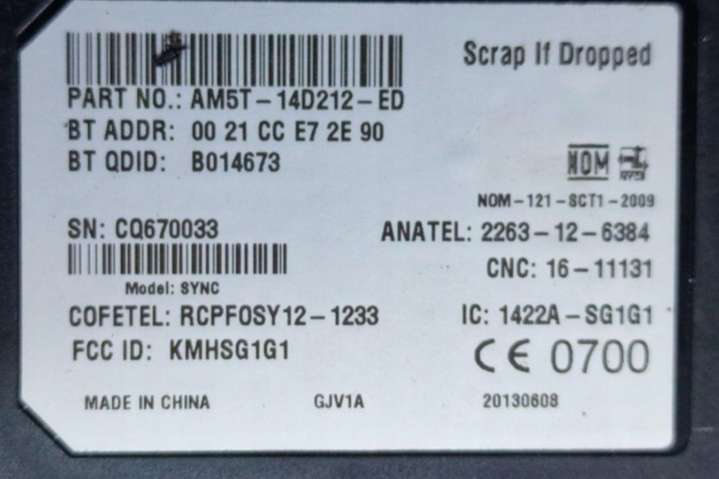 Scrap If Dropped
PART NO.: AM5T-14D212-ED
BT ADDR: 00 21 CC E7 2E 90
BT QDID: B014673
NOM
NOM-121-SCT1-2009
SN: CQ670033
ANATEL: 2263-12-6384
Model: SYNC
CNC: 16-11131
COFETEL: RCPFOSY12-1233
IC: 1422A-SG1G1
FCC ID: KMHSG1G1
CE 0700
MADE IN CHINA
GJV1A
20130608